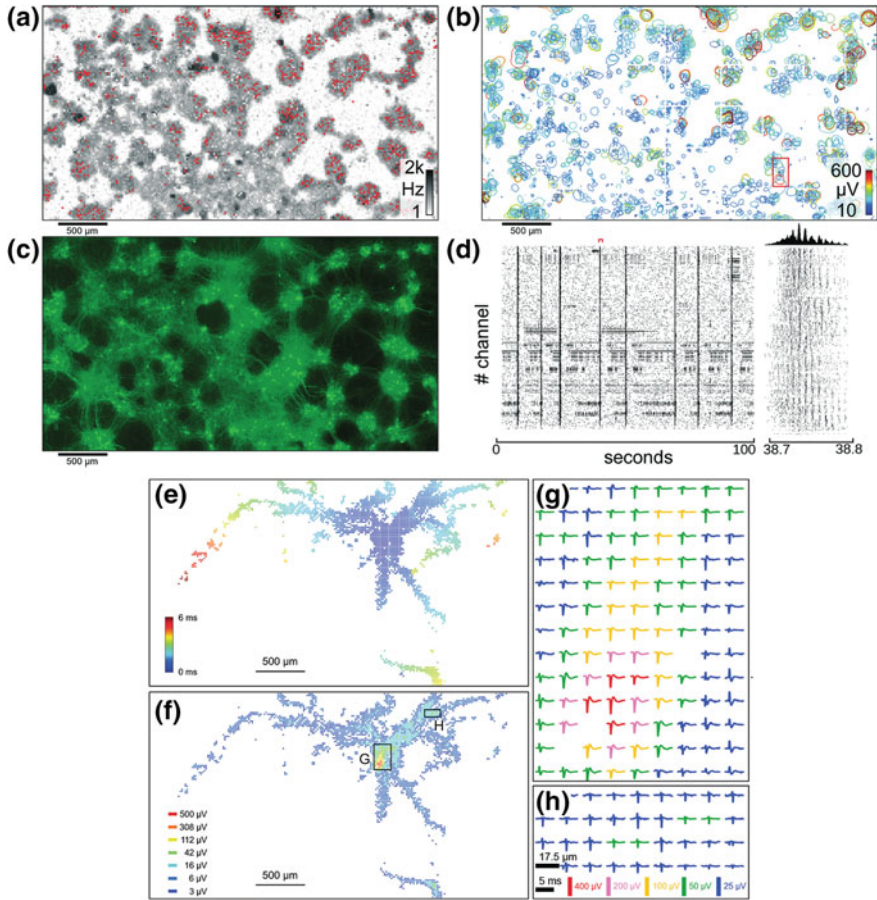 (a)
2k
Hz
1
500 µm
(b)
600
µV
10
500 µm
(c)
500 µm
(d)
# channel
0
seconds
100
38.7
38.8
(e)
6 ms
0 ms
500 µm
(f)
H
G
500 µV
308 µV
112 µV
42 µV
16 µV
6 µV
3 µV
500 µm
(g)
(h)
17.5 µm
5 ms
400 µV
200 µV
100 µV
50 µV
25 µV